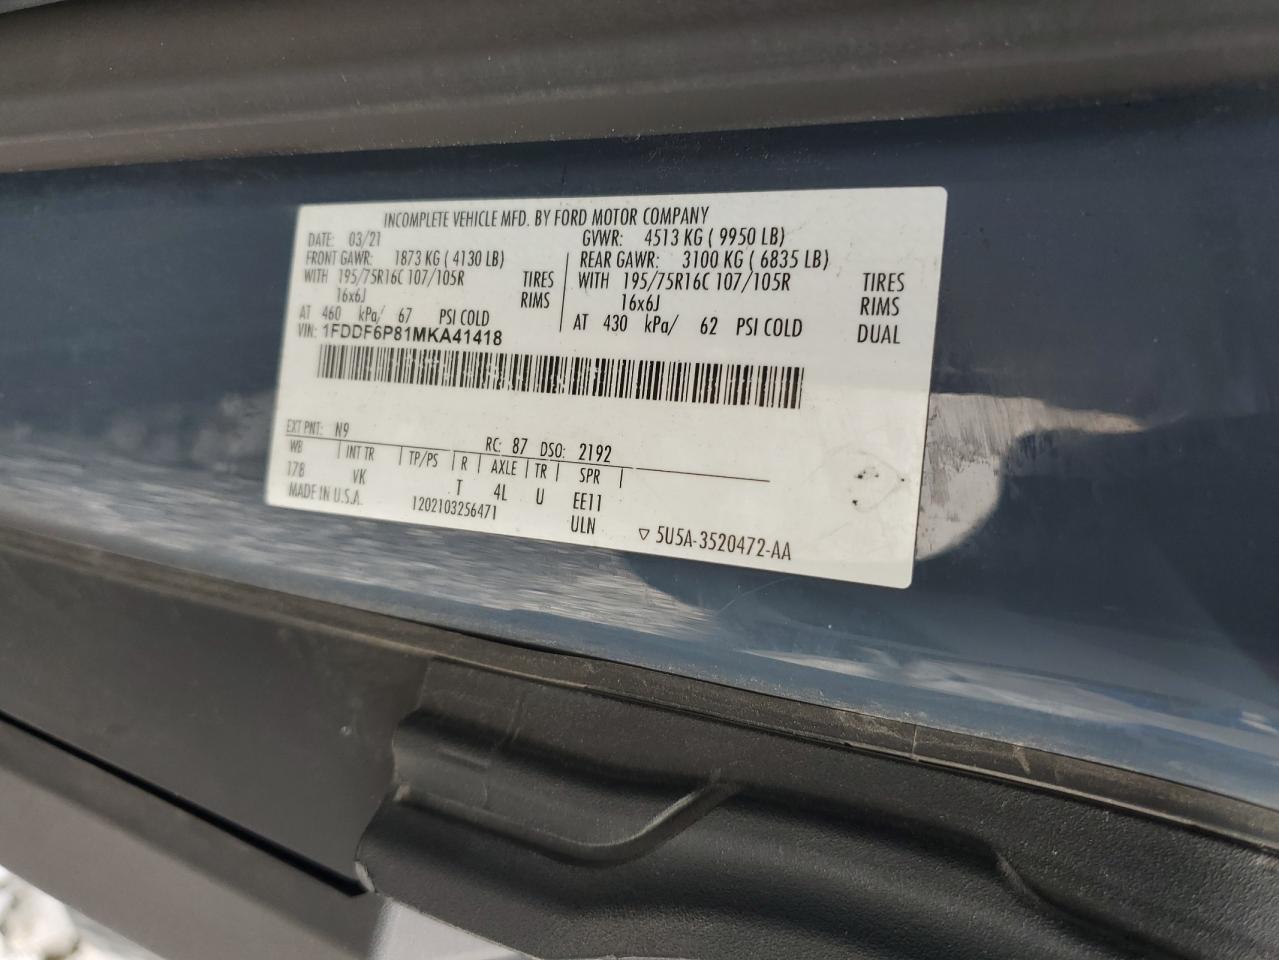 INCOMPLETE VEHICLE MFD. BY FORD MOTOR COMPANY
DATE: 03/21 GVWR: 4513 KG ( 9950 LB)
FRONT GAWR: 1873 KG ( 4130 LB) REAR GAWR: 3100 KG ( 6835 LB)
WITH 195/75R16C 107/105R TIRES WITH 195/75R16C 107/105R TIRES
16x6J RIMS 16x6J RIMS
AT 460 kPa/ 67 PSI COLD AT 430 kPa/ 62 PSI COLD DUAL
VIN: 1FDDF6P81MKA41418
EXT PNT: N9 RC: 87 DSO: 2192
WB INT TR TP/PS R AXLE TR SPR
178 VK T 4L U EE11
MADE IN U.S.A. 1202103256471 ULN ▽ 5U5A-3520472-AA